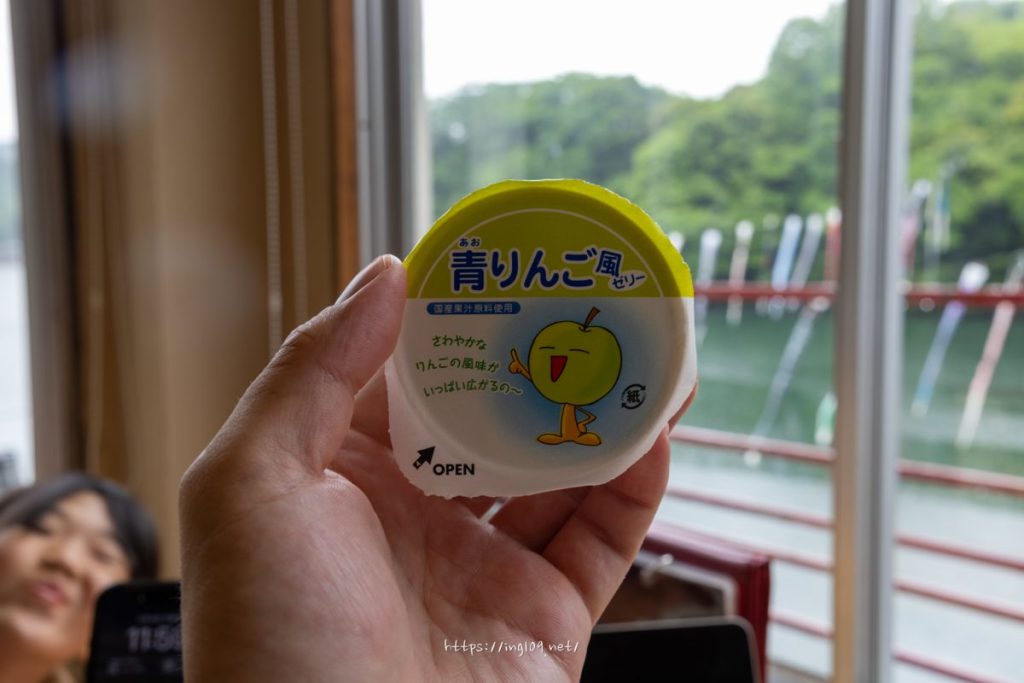 あお
青りんご風ゼリー
国産果汁原料使用
さわやかな
りんごの風味が
いっぱい広がるの〜
紙
OPEN
https://ing109.net/